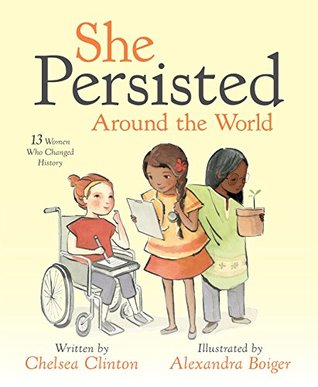 She
Persisted
Around the World
13 Women
Who Changed
History
Written by
Chelsea Clinton
Illustrated by
Alexandra Boiger